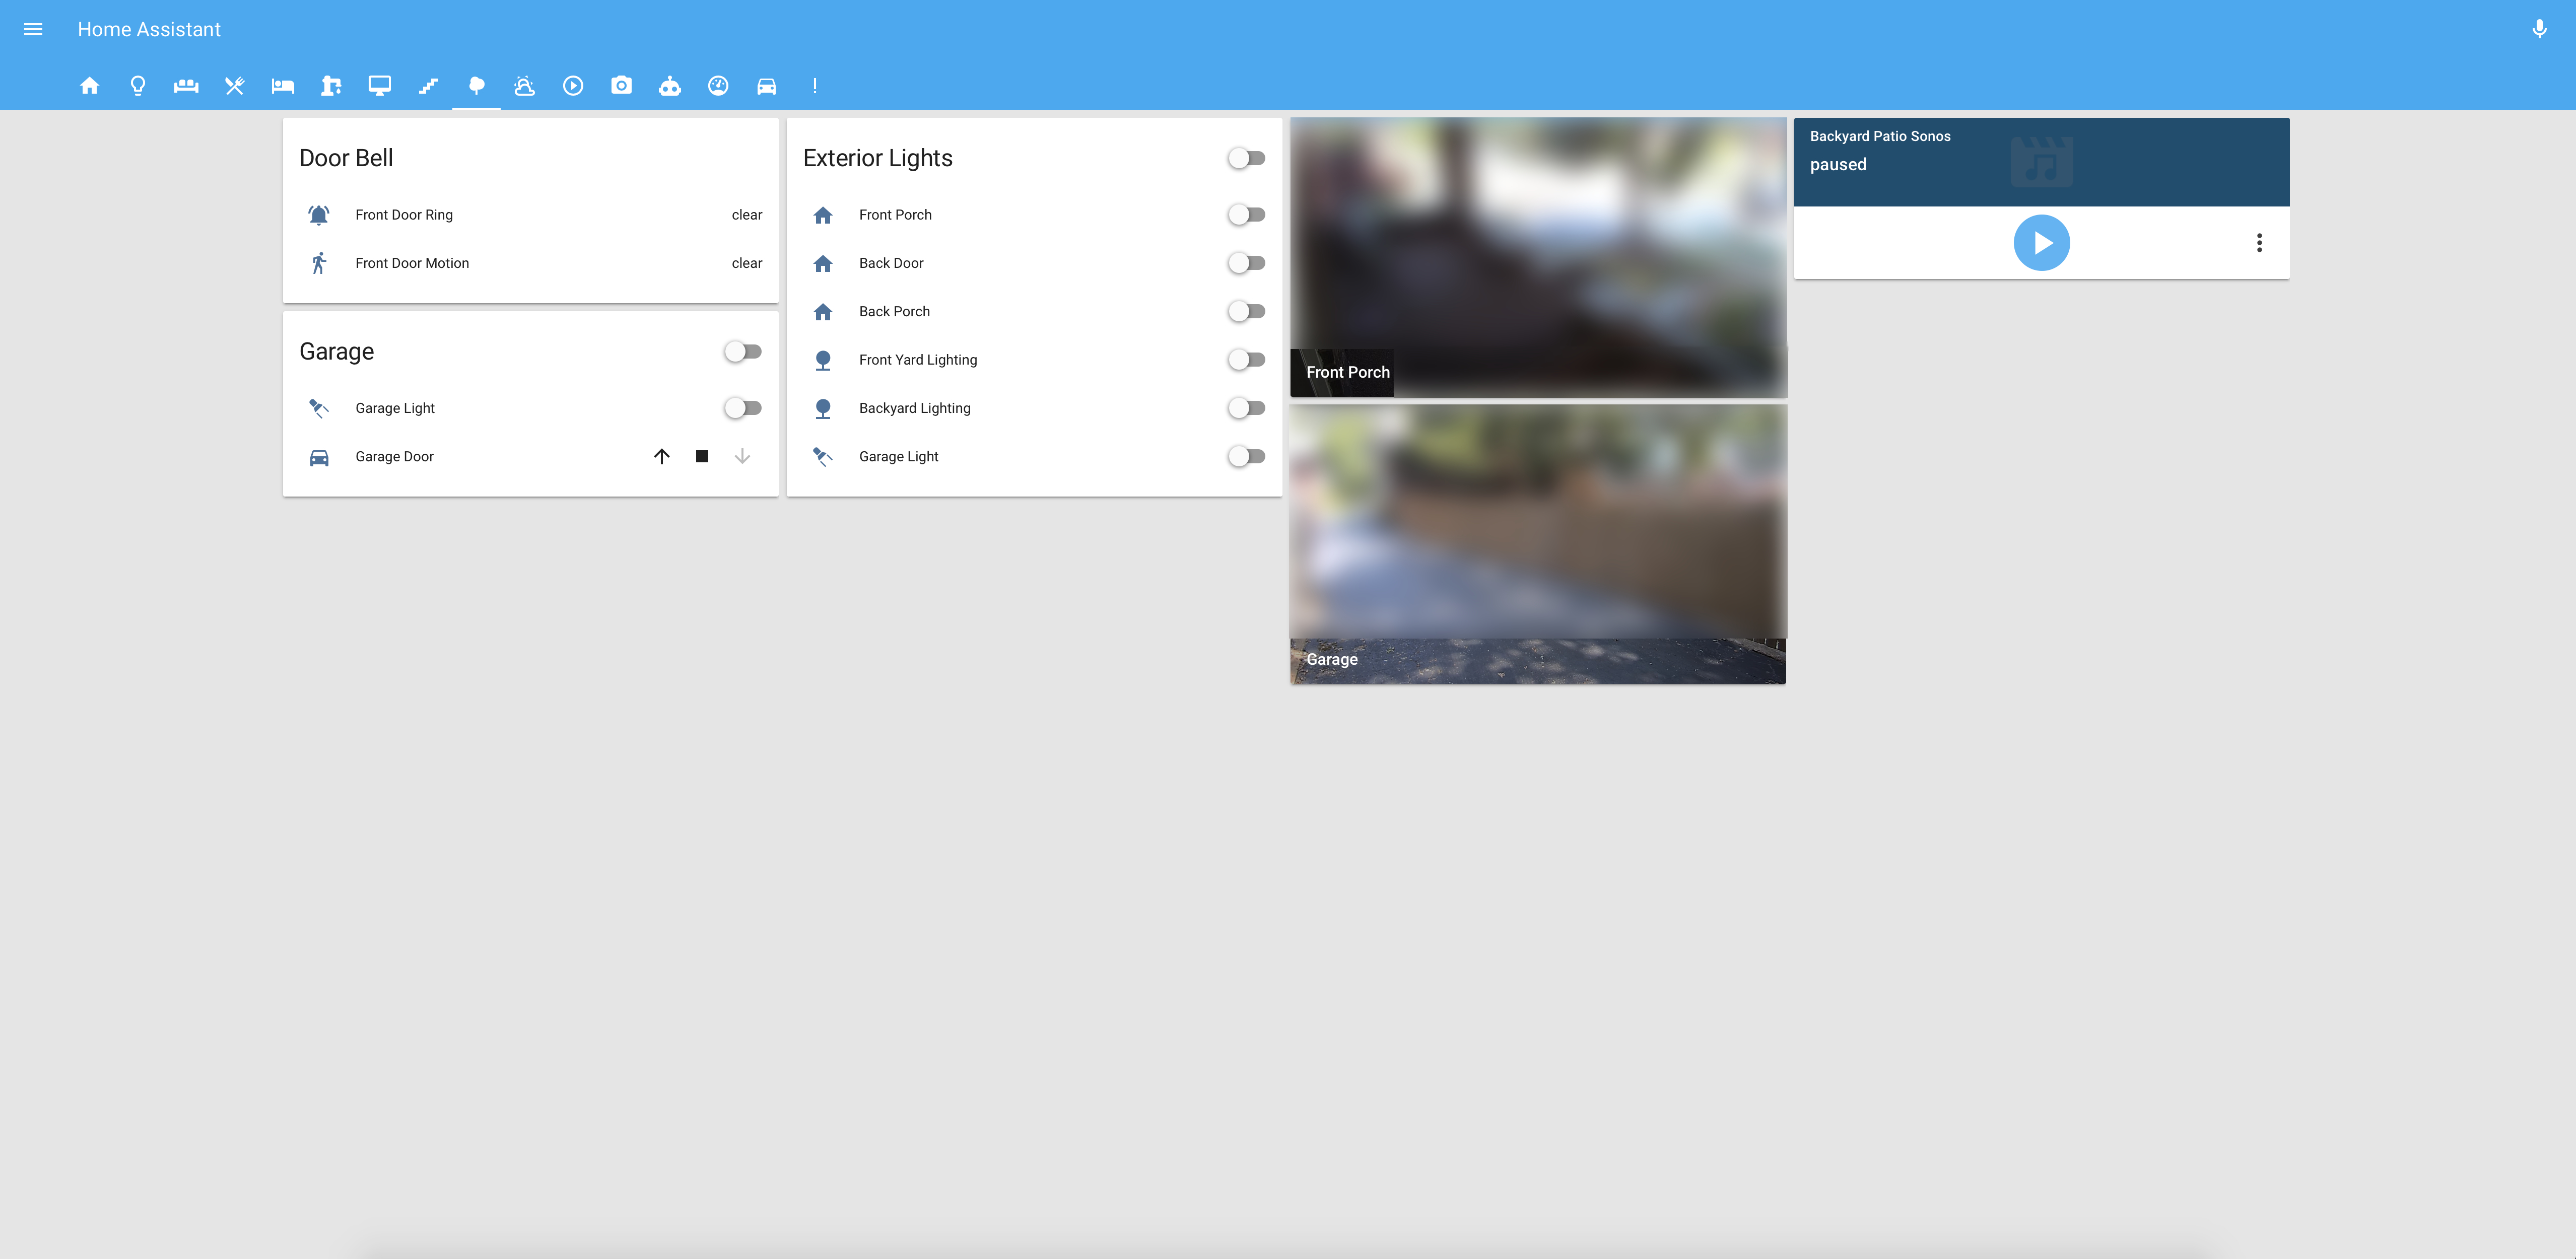 Home Assistant
Door Bell
Front Door Ring clear
Front Door Motion clear
Garage
Garage Light
Garage Door
Exterior Lights
Front Porch
Back Door
Back Porch
Front Yard Lighting
Backyard Lighting
Garage Light
Front Porch
Garage
Backyard Patio Sonos
paused